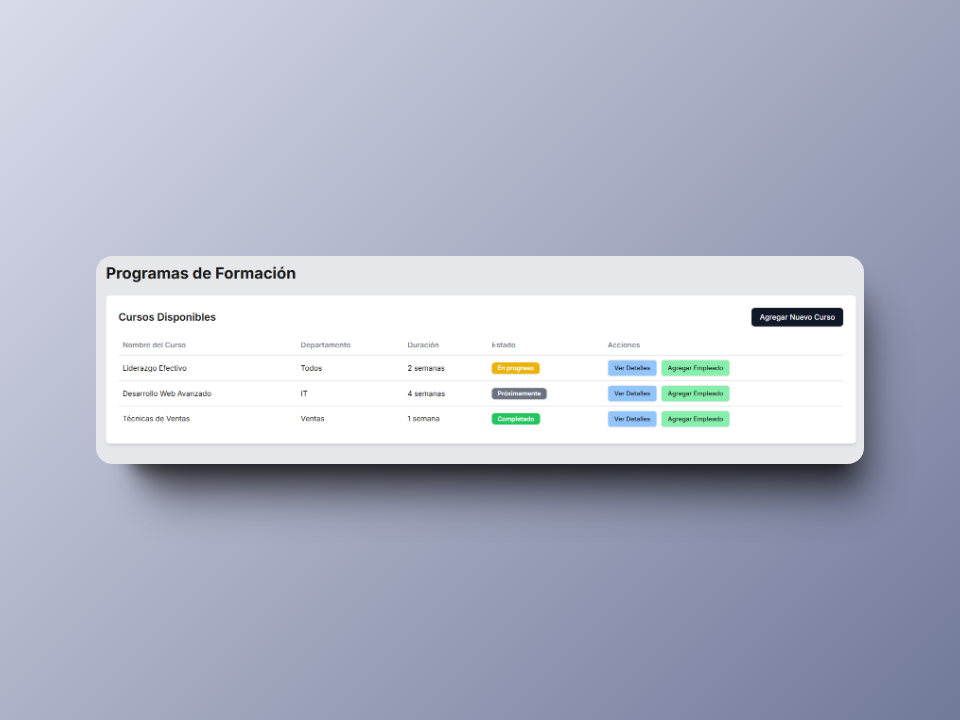 Programas de Formación
Cursos Disponibles
Agregar Nuevo Curso
Nombre del Curso Departamento Duración Estado Acciones
Liderazgo Efectivo Todos 2 semanas En progreso Ver Detalles Agregar Empleado
Desarrollo Web Avanzado IT 4 semanas Próximamente Ver Detalles Agregar Empleado
Técnicas de Ventas Ventas 1 semana Completado Ver Detalles Agregar Empleado